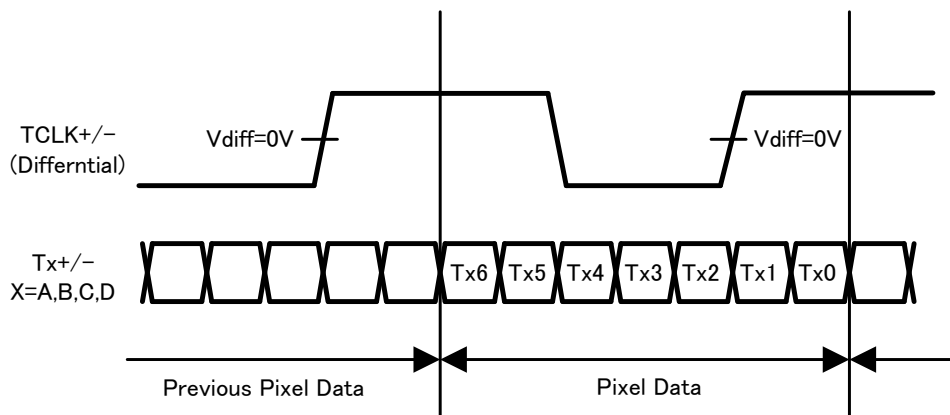 TCLK+/-
(Differntial)
Vdiff=0V
Vdiff=0V
Tx+/-
X=A,B,C,D
Tx6
Tx5
Tx4
Tx3
Tx2
Tx1
Tx0
Previous Pixel Data
Pixel Data